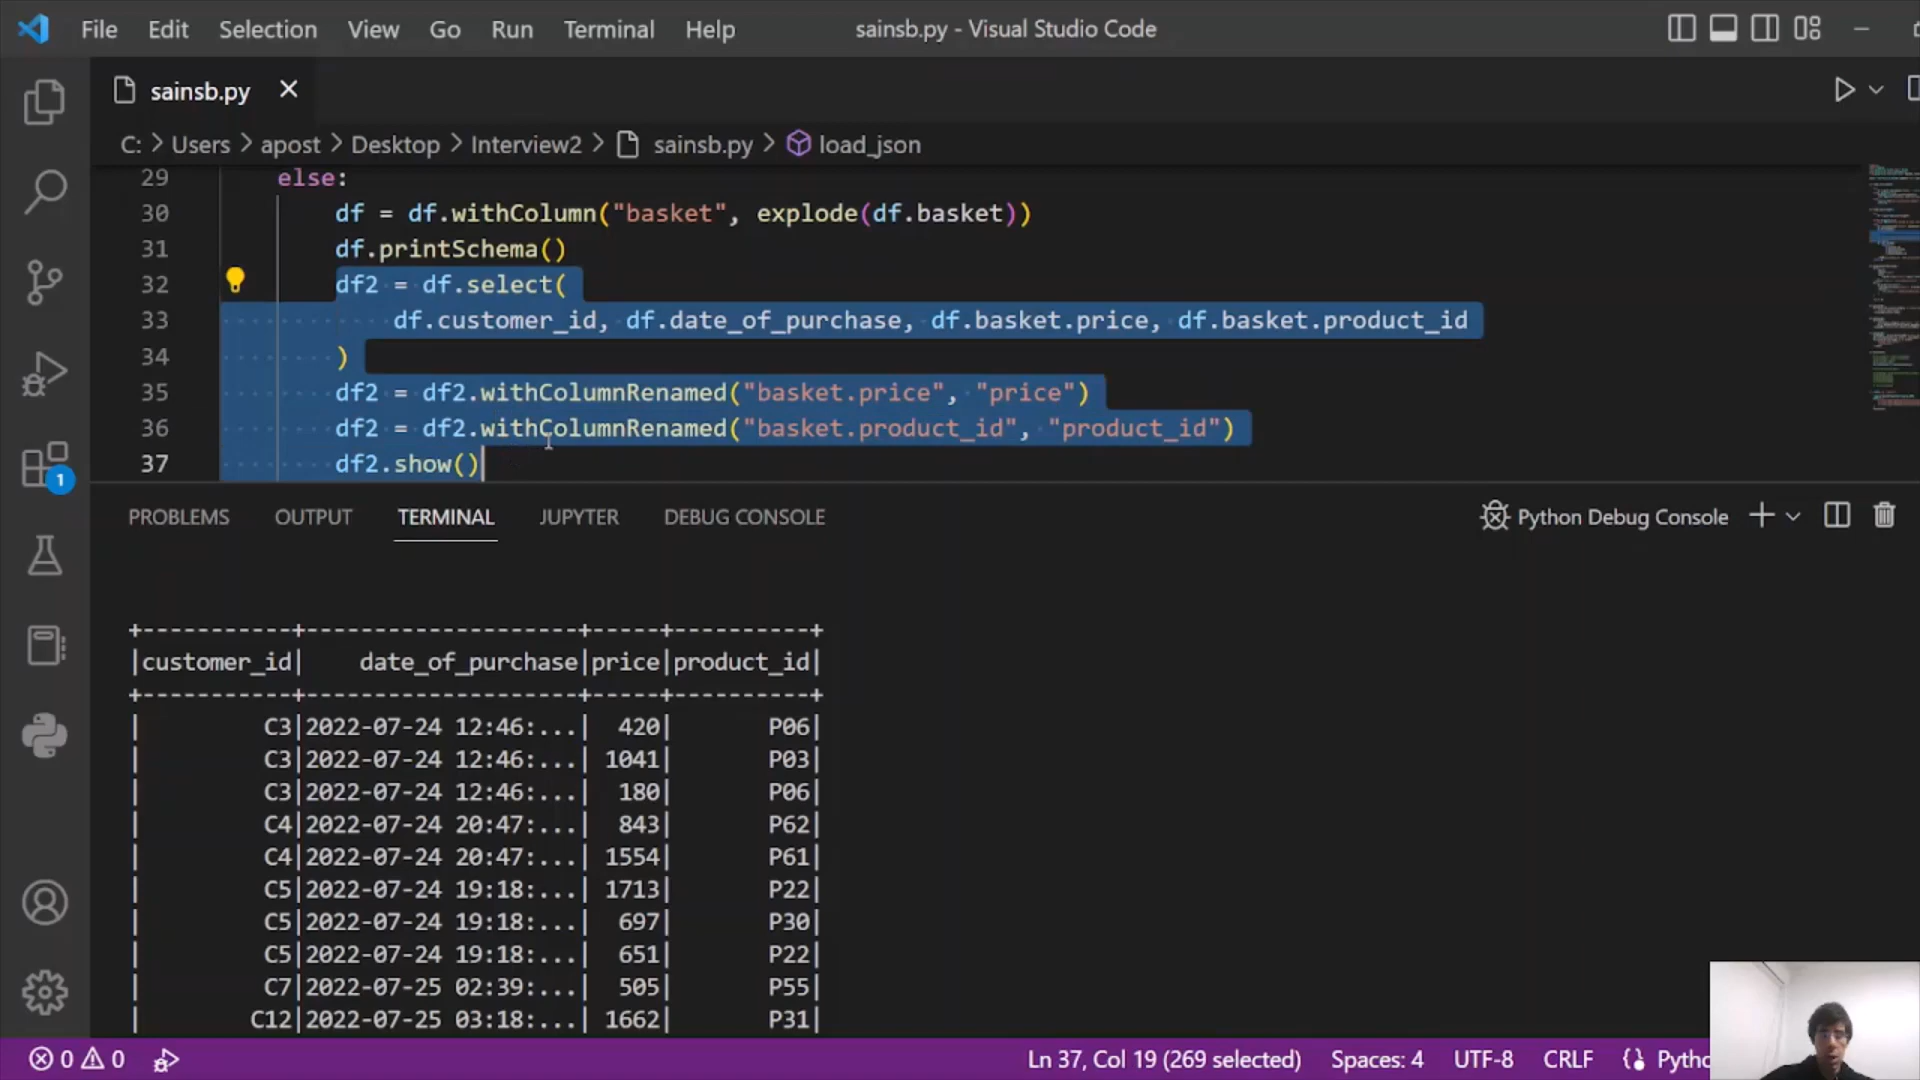 File Edit Selection View Go Run Terminal Help sainsb.py - Visual Studio Code
sainsb.py
C: > Users > apost > Desktop > Interview2 > sainsb.py > load_json
29 else:
30 df = df.withColumn("basket", explode(df.basket))
31 df.printSchema()
32 df2 = df.select(
33 df.customer_id, df.date_of_purchase, df.basket.price, df.basket.product_id
34 )
35 df2 = df2.withColumnRenamed("basket.price", "price")
36 df2 = df2.withColumnRenamed("basket.product_id", "product_id")
37 df2.show()
1
PROBLEMS OUTPUT TERMINAL JUPYTER DEBUG CONSOLE Python Debug Console
+-----------+-------------------+-----+----------+
|customer_id|   date_of_purchase|price|product_id|
+-----------+-------------------+-----+----------+
|         C3|2022-07-24 12:46:...|  420|       P06|
|         C3|2022-07-24 12:46:...| 1041|       P03|
|         C3|2022-07-24 12:46:...|  180|       P06|
|         C4|2022-07-24 20:47:...|  843|       P62|
|         C4|2022-07-24 20:47:...| 1554|       P61|
|         C5|2022-07-24 19:18:...| 1713|       P22|
|         C5|2022-07-24 19:18:...|  697|       P30|
|         C5|2022-07-24 19:18:...|  651|       P22|
|         C7|2022-07-25 02:39:...|  505|       P55|
|        C12|2022-07-25 03:18:...| 1662|       P31|
0 0 Ln 37, Col 19 (269 selected) Spaces: 4 UTF-8 CRLF Pytho